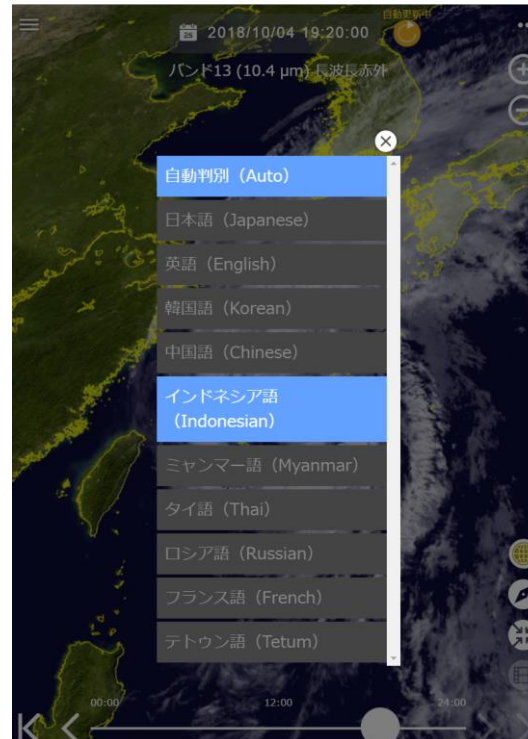 自動更新中
2018/10/04 19:20:00
バンド13 (10.4 μm) 長波長赤外
自動判別（Auto）
日本語（Japanese）
英語（English）
韓国語（Korean）
中国語（Chinese）
インドネシア語
（Indonesian）
ミャンマー語（Myanmar）
タイ語（Thai）
ロシア語（Russian）
フランス語（French）
テトゥン語（Tetum）
00:00 12:00 24:00